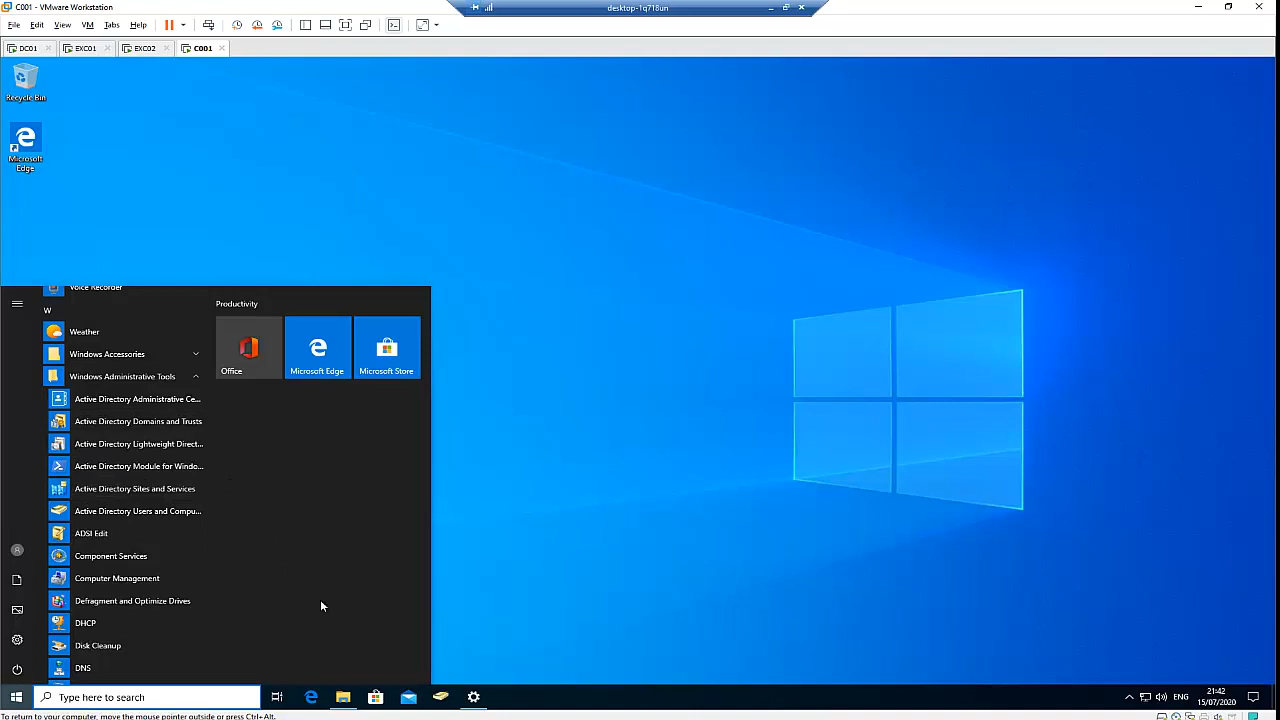 C001 - VMware Workstation
desktop-1q718un
File Edit View VM Tabs Help
DC01 EXC01 EXC02 C001
Recycle Bin
Microsoft
Edge
Voice Recorder
W
Weather
Windows Accessories
Windows Administrative Tools
Active Directory Administrative Ce...
Active Directory Domains and Trusts
Active Directory Lightweight Direct...
Active Directory Module for Windo...
Active Directory Sites and Services
Active Directory Users and Compu...
ADSI Edit
Component Services
Computer Management
Defragment and Optimize Drives
DHCP
Disk Cleanup
DNS
Productivity
Office
Microsoft Edge
Microsoft Store
Type here to search
ENG
21:42
15/07/2020
To return to your computer, move the mouse pointer outside or press Ctrl+Alt.